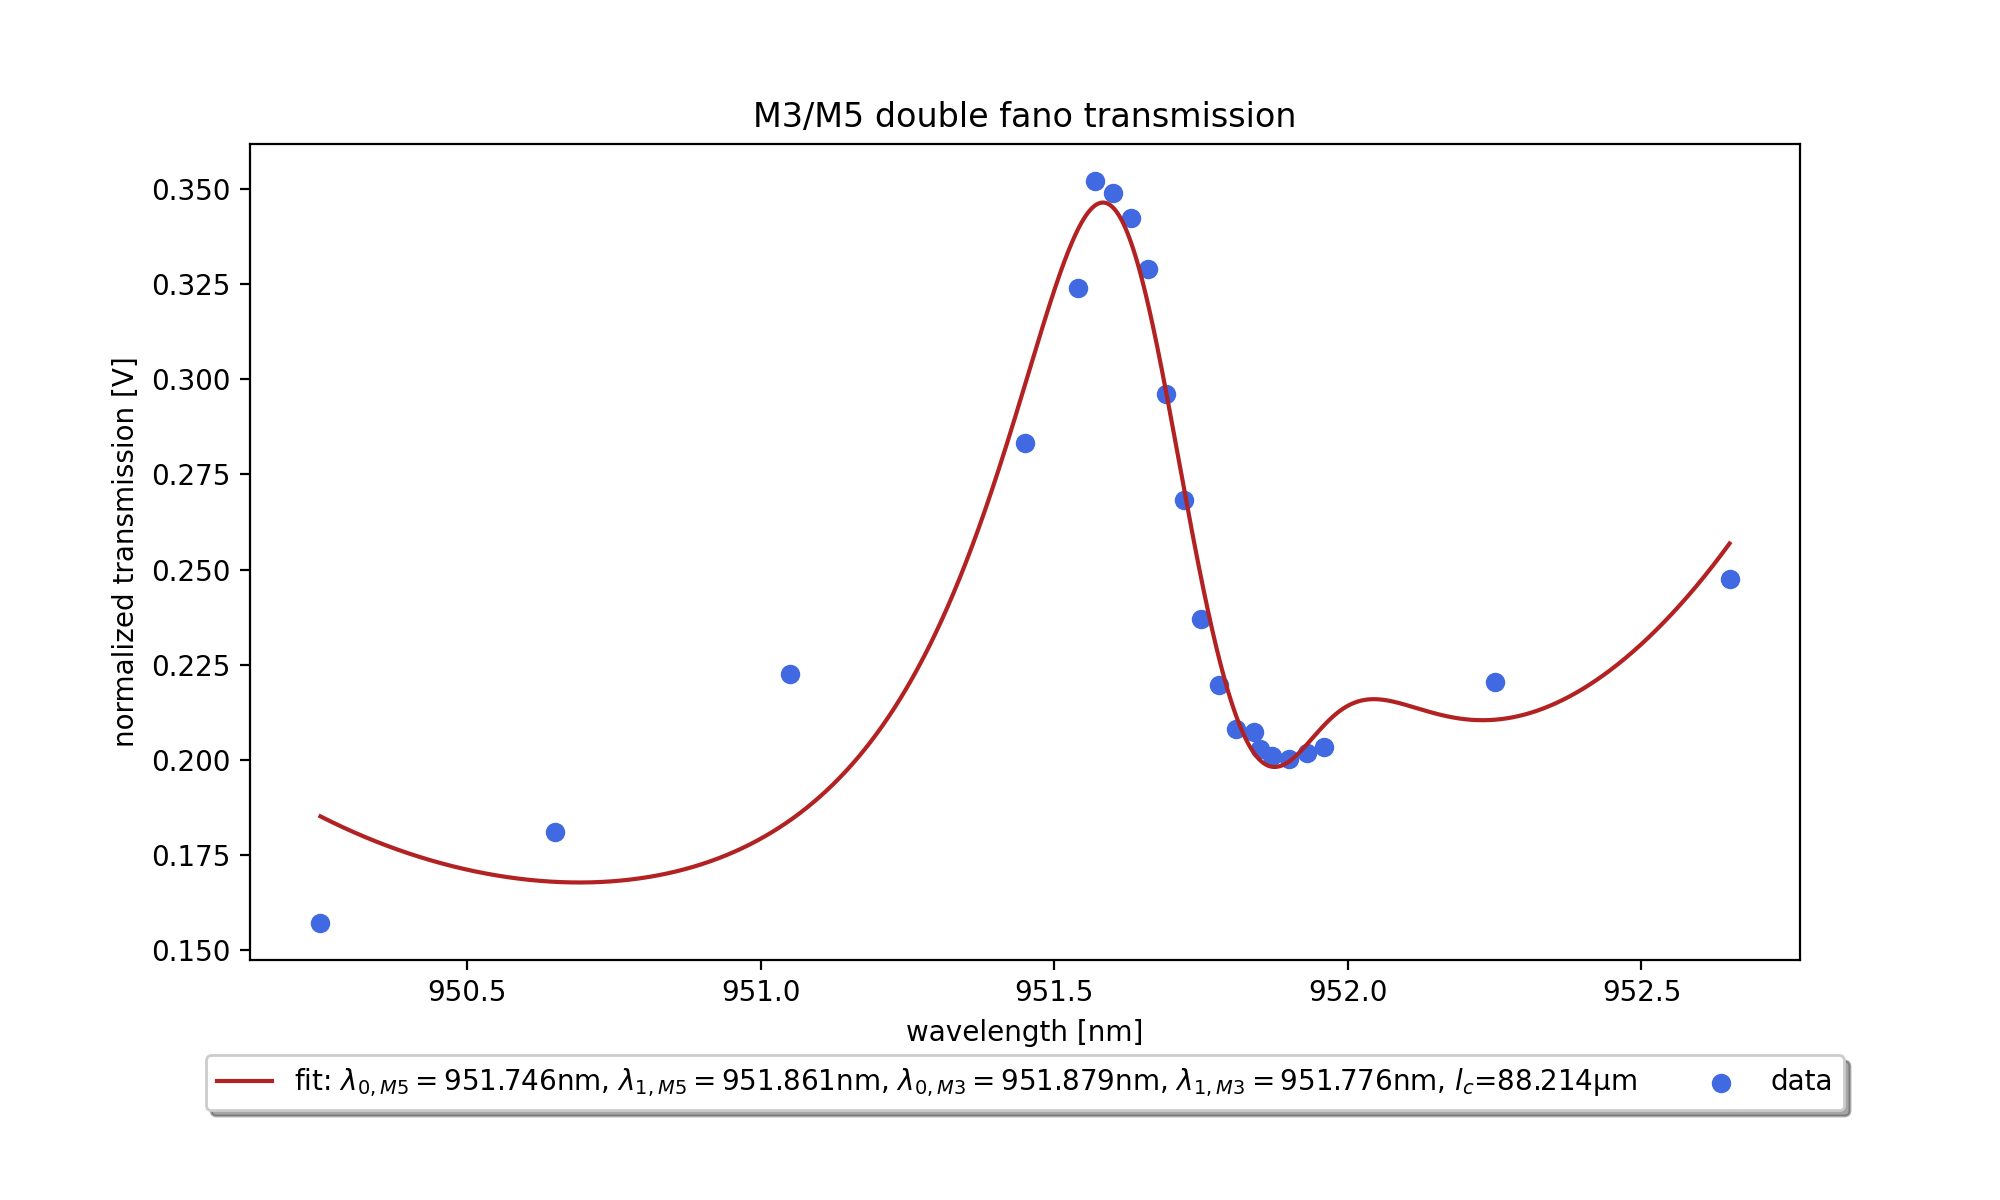 M3/M5 double fano transmission
normalized transmission [V]
0.350
0.325
0.300
0.275
0.250
0.225
0.200
0.175
0.150
950.5 951.0 951.5 952.0 952.5
wavelength [nm]
fit: λ₀,M5 = 951.746nm, λ₁,M5 = 951.861nm, λ₀,M3 = 951.879nm, λ₁,M3 = 951.776nm, l_c=88.214μm data